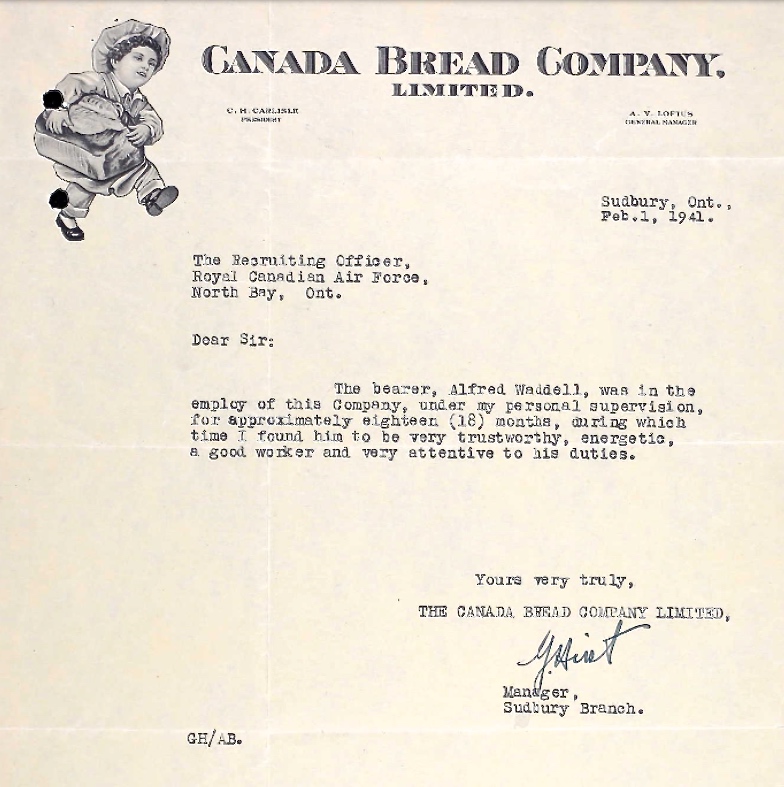 CANADA BREAD COMPANY,
LIMITED.
C. H. CARLISLE
PRESIDENT
A. V. LOFTUS
GENERAL MANAGER
Sudbury, Ont.,
Feb.1, 1941.
The Recruiting Officer,
Royal Canadian Air Force,
North Bay, Ont.
Dear Sir:
The bearer, Alfred Waddell, was in the
employ of this Company, under my personal supervision,
for approximately eighteen (18) months, during which
time I found him to be very trustworthy, energetic,
a good worker and very attentive to his duties.
Yours very truly,
THE CANADA BREAD COMPANY LIMITED,
G. Hirst
Manager,
Sudbury Branch.
GH/AB.